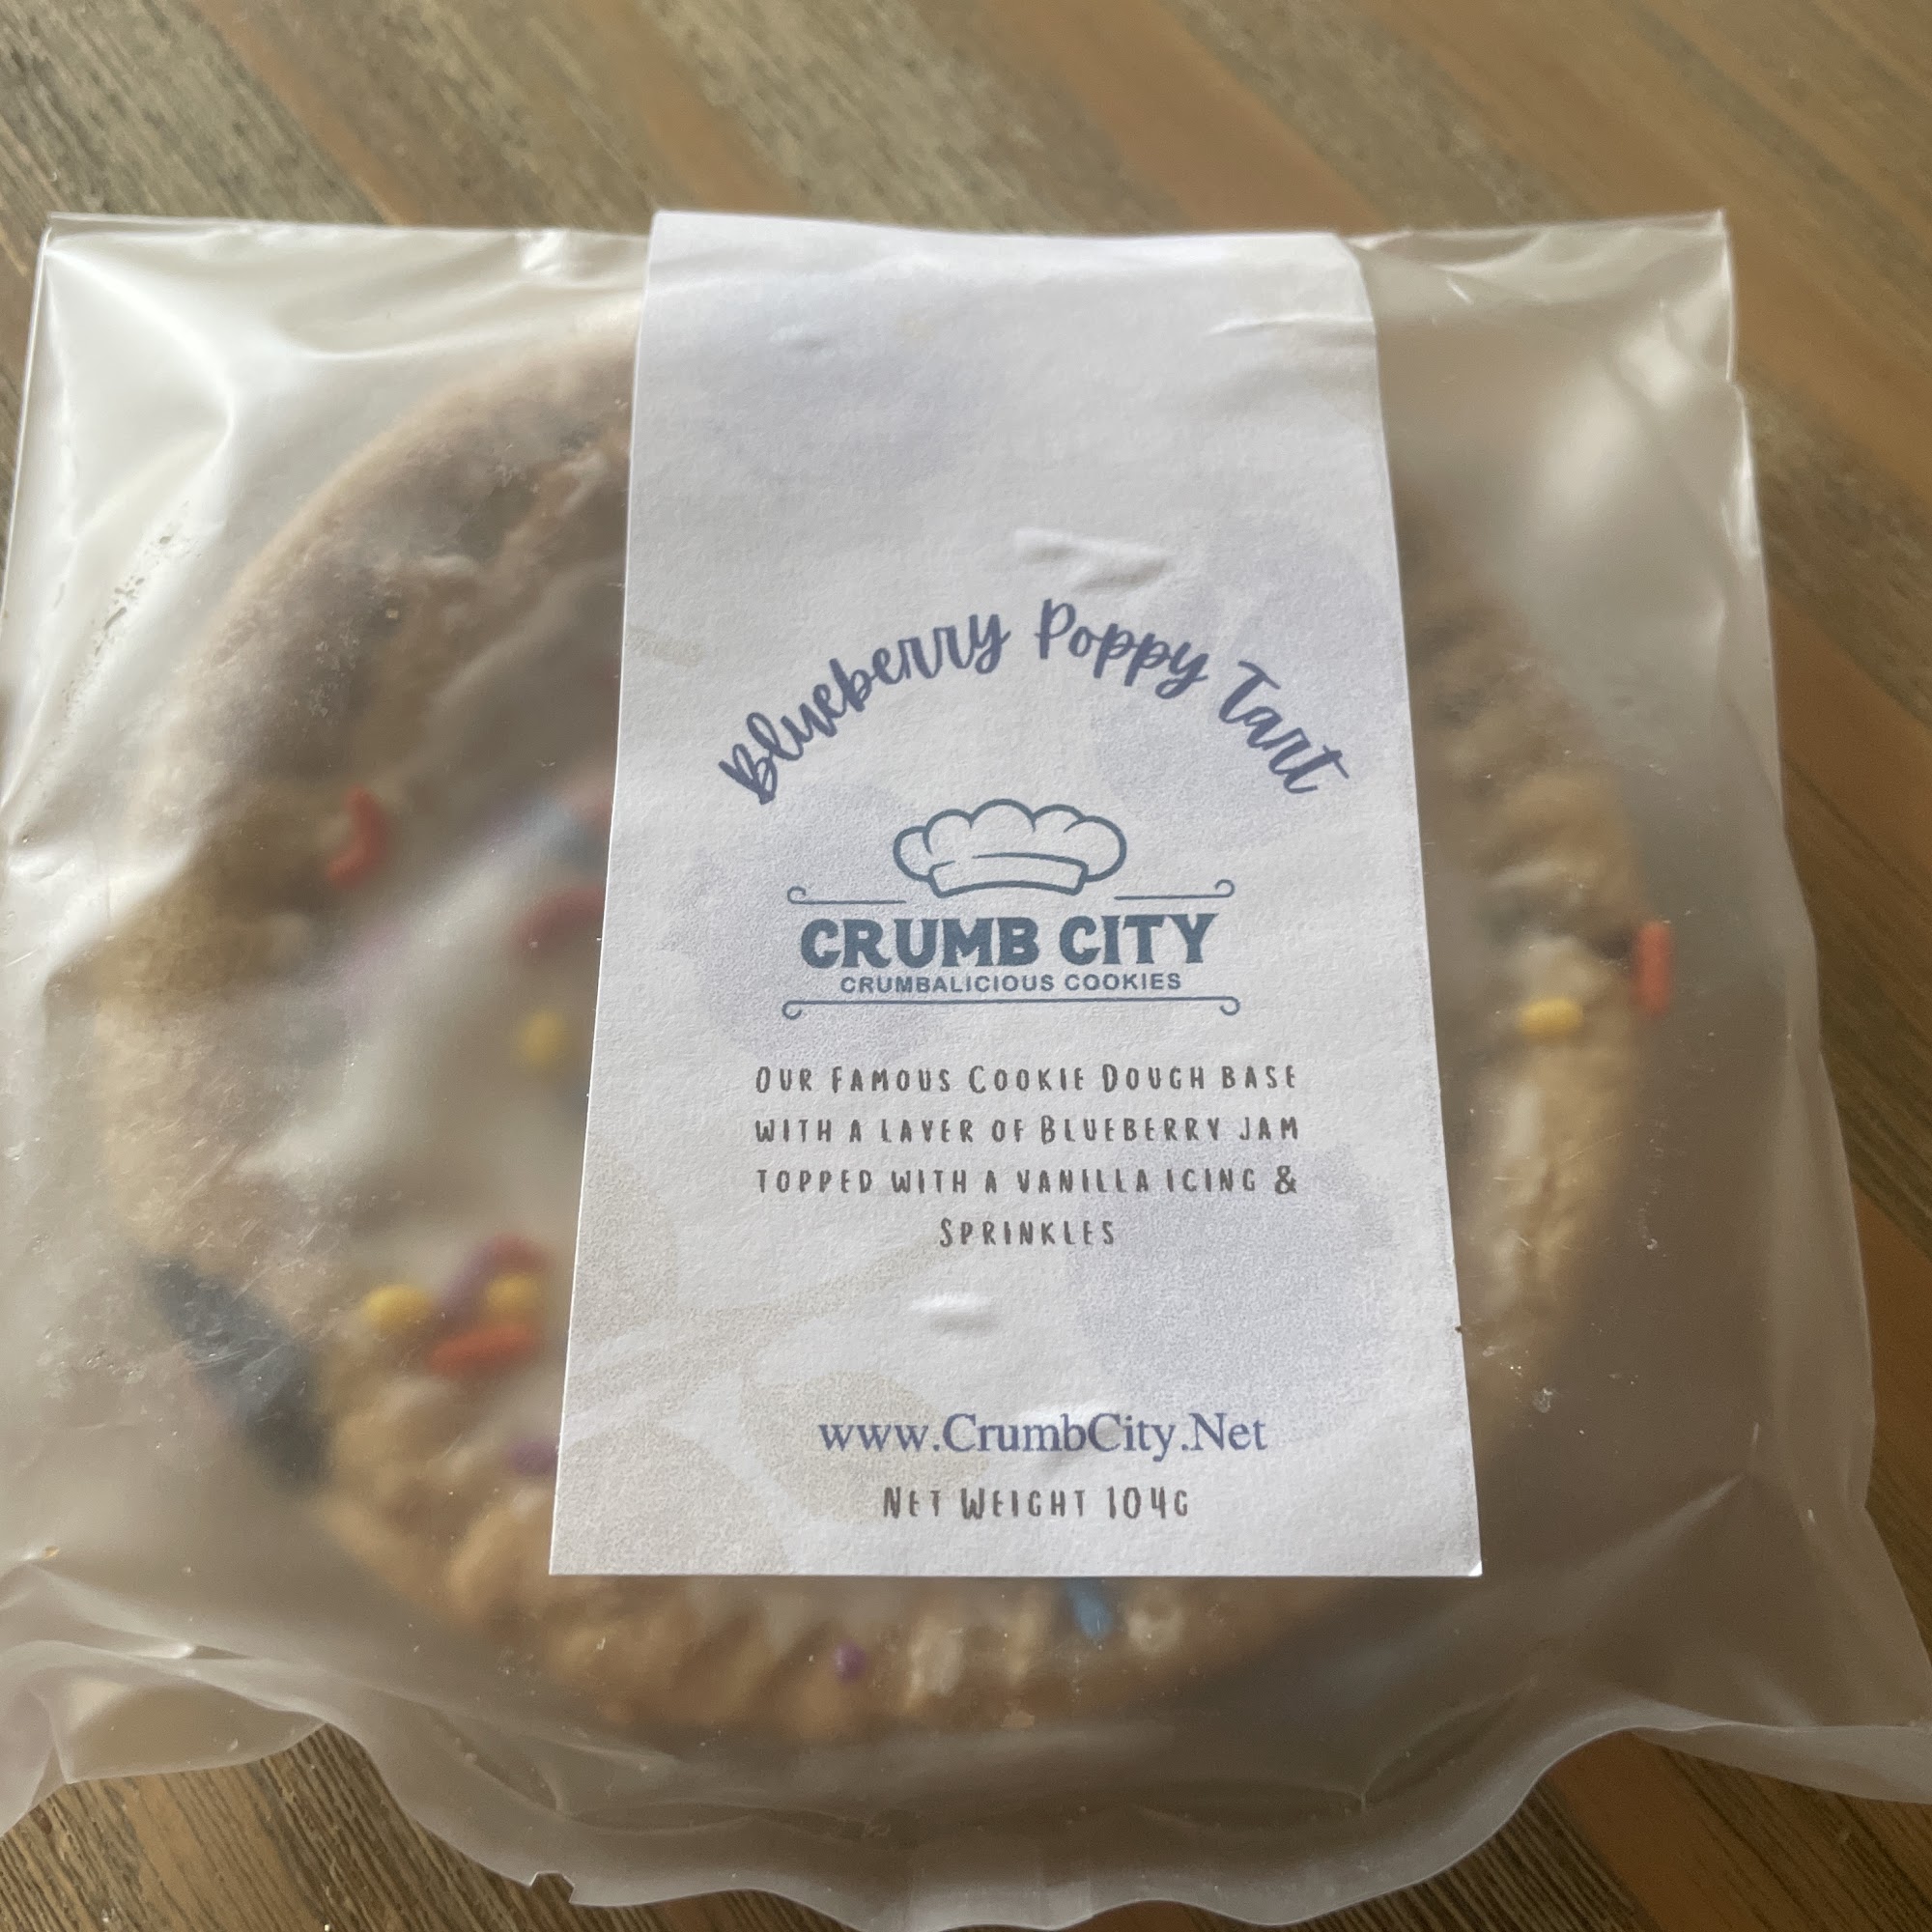 Blueberry Poppy Tart
CRUMB CITY
CRUMBALICIOUS COOKIES
OUR FAMOUS COOKIE DOUGH BASE
WITH A LAYER OF BLUEBERRY JAM
TOPPED WITH A VANILLA ICING &
SPRINKLES
www.CrumbCity.Net
NET WEIGHT 104G